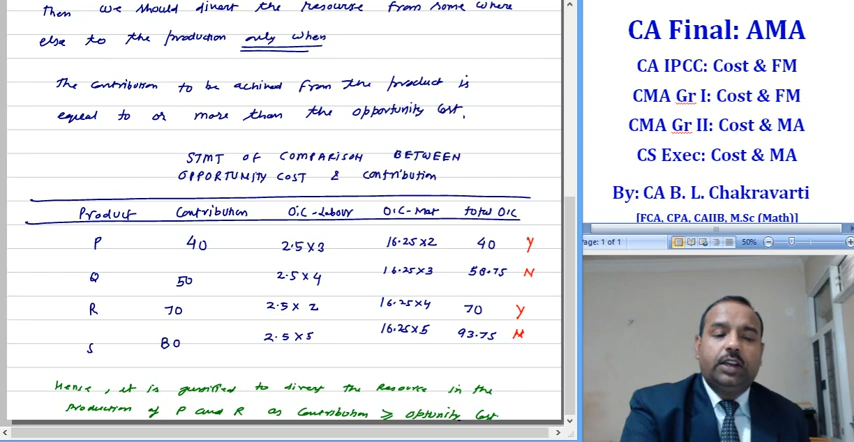 then we should divert the resourse from some where
else to the production only when
The contribution to be achived from the product is
equal to or more than the opportunity cost.
STMT OF COMPARISON BETWEEN
OPPORTUNITY COST & contribution
Product Contribution O.C-Labour O.C-Mat Total O.C
P 40 2.5×3 16.25×2 40 Y
Q 50 2.5×4 16.25×3 58.75 N
R 70 2.5×2 16.25×4 70 Y
S 80 2.5×5 16.25×5 93.75 N
Hence, it is justified to divert the Resource in the
production of P and R as contribution ≥ optunity cost
CA Final: AMA
CA IPCC: Cost & FM
CMA Gr I: Cost & FM
CMA Gr II: Cost & MA
CS Exec: Cost & MA
By: CA B. L. Chakravarti
[FCA, CPA, CAIIB, M.Sc (Math)]
age: 1 of 1
50%